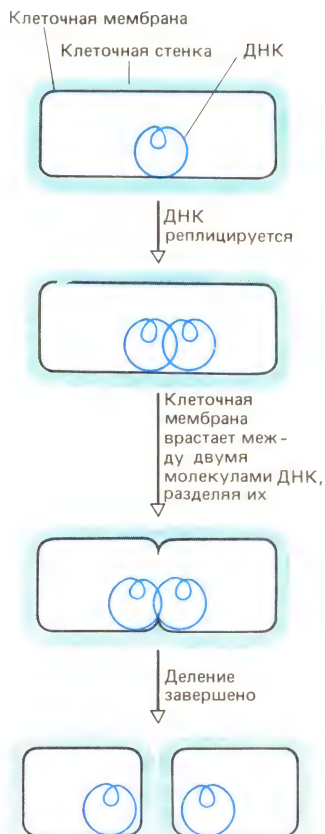 Клеточная мембрана
Клеточная стенка
ДНК
ДНК
реплицируется
Клеточная
мембрана
врастает меж-
ду двумя
молекулами ДНК,
разделяя их
Деление
завершено